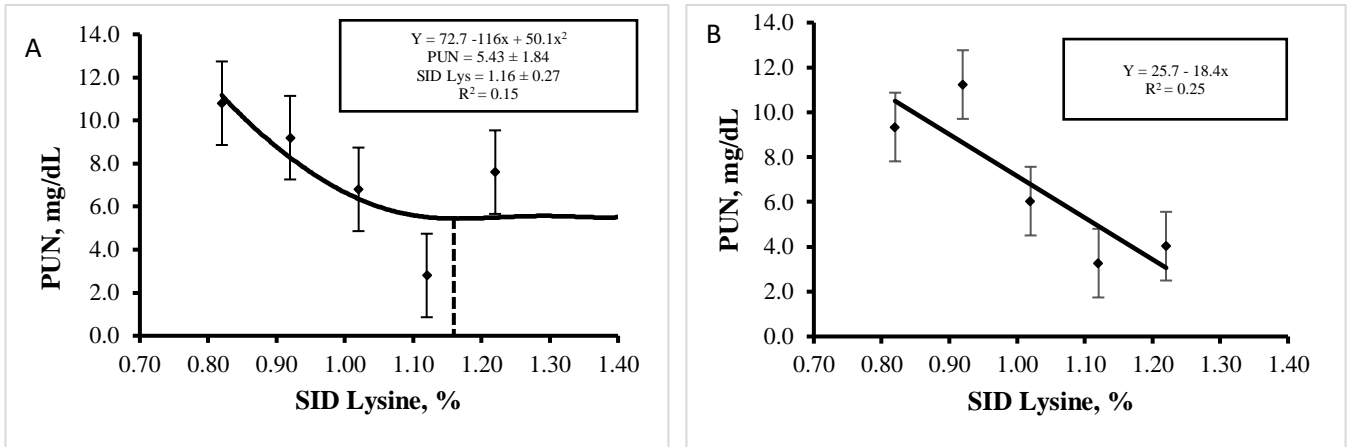 A
Y = 72.7 -116x + 50.1x²
PUN = 5.43 ± 1.84
SID Lys = 1.16 ± 0.27
R² = 0.15
PUN, mg/dL
14.0
12.0
10.0
8.0
6.0
4.0
2.0
0.0
0.70 0.80 0.90 1.00 1.10 1.20 1.30 1.40
SID Lysine, %
B
Y = 25.7 - 18.4x
R² = 0.25
PUN, mg/dL
14.0
12.0
10.0
8.0
6.0
4.0
2.0
0.0
0.70 0.80 0.90 1.00 1.10 1.20 1.30 1.40
SID Lysine, %